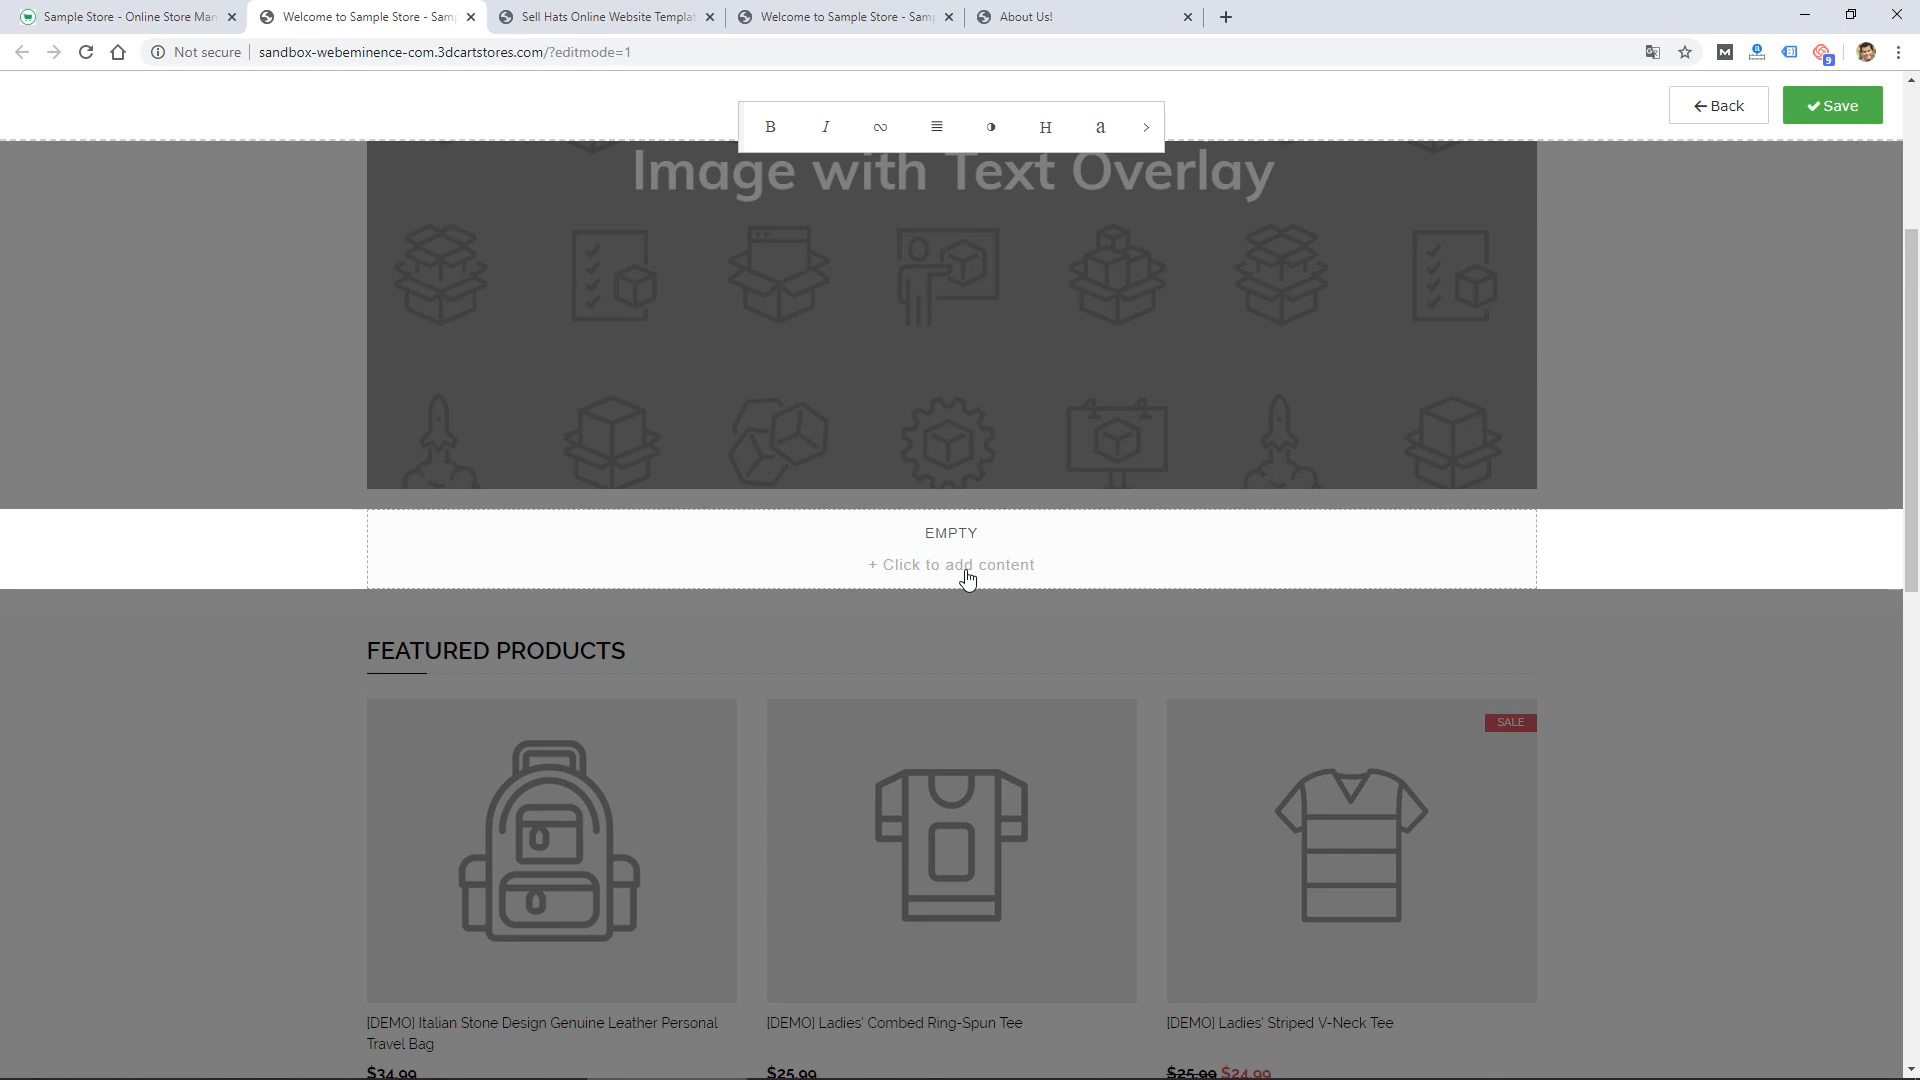 Sample Store - Online Store Man
Welcome to Sample Store - Sam
Sell Hats Online Website Templat
Welcome to Sample Store - Sam
About Us!
Not secure
sandbox-webeminence-com.3dcartstores.com/?editmode=1
M
a
9
Back
Save
B
I
H
a
Image with Text Overlay
EMPTY
+ Click to add content
FEATURED PRODUCTS
SALE
[DEMO] Italian Stone Design Genuine Leather Personal
Travel Bag
[DEMO] Ladies' Combed Ring-Spun Tee
[DEMO] Ladies' Striped V-Neck Tee
$34.99
$25.99
$25.99 $24.99